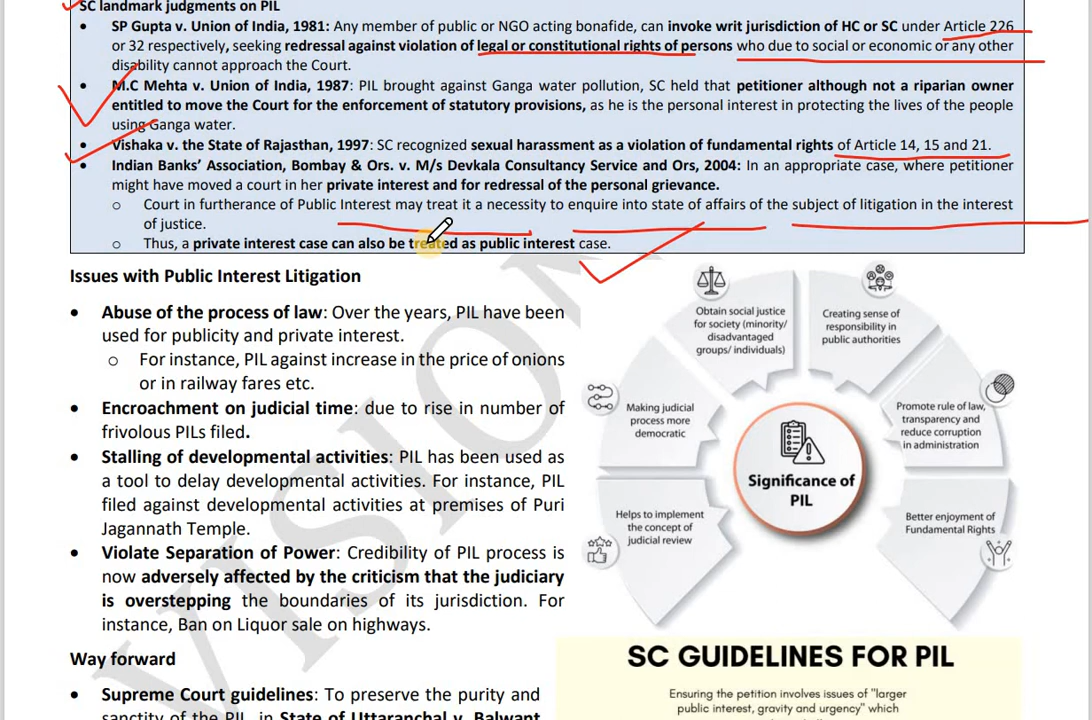 SC landmark judgments on PIL
• SP Gupta v. Union of India, 1981: Any member of public or NGO acting bonafide, can invoke writ jurisdiction of HC or SC under Article 226
or 32 respectively, seeking redressal against violation of legal or constitutional rights of persons who due to social or economic or any other
disability cannot approach the Court.
• M.C Mehta v. Union of India, 1987: PIL brought against Ganga water pollution, SC held that petitioner although not a riparian owner
entitled to move the Court for the enforcement of statutory provisions, as he is the personal interest in protecting the lives of the people
using Ganga water.
• Vishaka v. the State of Rajasthan, 1997: SC recognized sexual harassment as a violation of fundamental rights of Article 14, 15 and 21.
• Indian Banks’ Association, Bombay & Ors. v. M/s Devkala Consultancy Service and Ors, 2004: In an appropriate case, where petitioner
might have moved a court in her private interest and for redressal of the personal grievance.
o Court in furtherance of Public Interest may treat it a necessity to enquire into state of affairs of the subject of litigation in the interest
of justice.
o Thus, a private interest case can also be treated as public interest case.
Issues with Public Interest Litigation
• Abuse of the process of law: Over the years, PIL have been
used for publicity and private interest.
o For instance, PIL against increase in the price of onions
or in railway fares etc.
• Encroachment on judicial time: due to rise in number of
frivolous PILs filed.
• Stalling of developmental activities: PIL has been used as
a tool to delay developmental activities. For instance, PIL
filed against developmental activities at premises of Puri
Jagannath Temple.
• Violate Separation of Power: Credibility of PIL process is
now adversely affected by the criticism that the judiciary
is overstepping the boundaries of its jurisdiction. For
instance, Ban on Liquor sale on highways.
Way forward
• Supreme Court guidelines: To preserve the purity and
sanctity of the PIL, in State of Uttaranchal v. Balwant
Obtain social justice
for society (minority/
disadvantaged
groups/ individuals)
Creating sense of
responsibility in
public authorities
Making judicial
process more
democratic
Promote rule of law,
transparency and
reduce corruption
in administration
Significance of
PIL
Helps to implement
the concept of
judicial review
Better enjoyment of
Fundamental Rights
SC GUIDELINES FOR PIL
Ensuring the petition involves issues of "larger
public interest, gravity and urgency" which
VISION